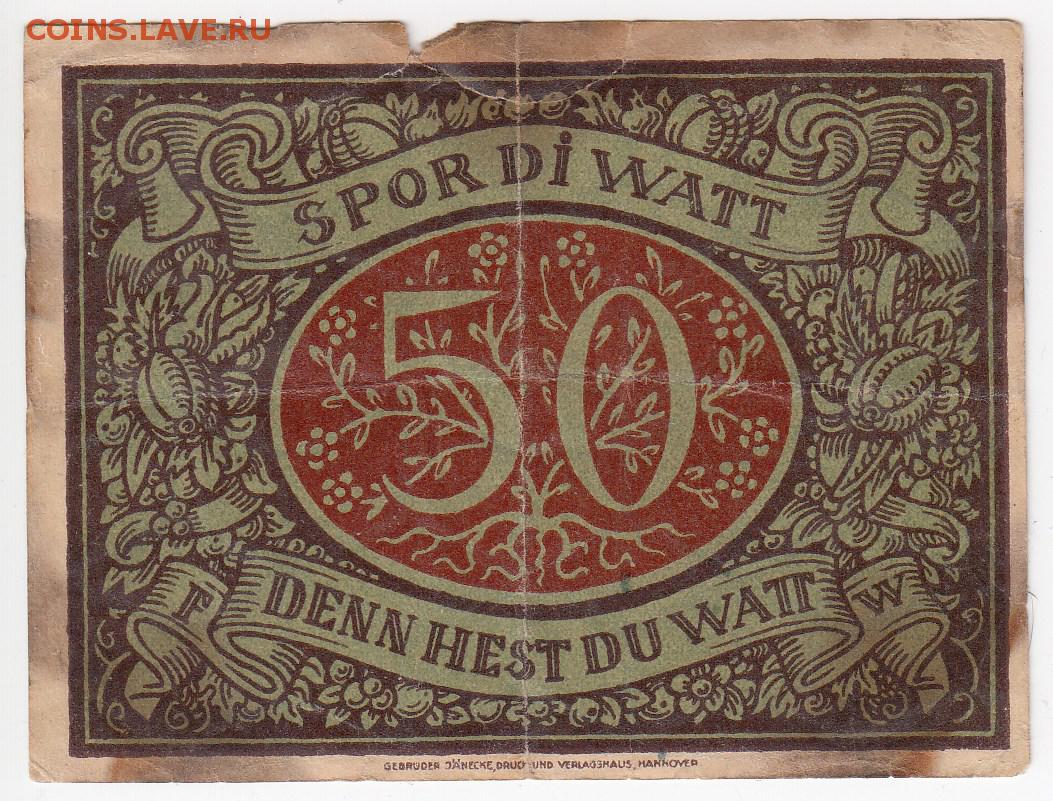 COINS.LAVE.RU
SPOR DI WATT
50
DENN HEST DU WATT
F W
GEBRÜDER JÄNECKE, DRUCK UND VERLAGSHAUS, HANNOVER